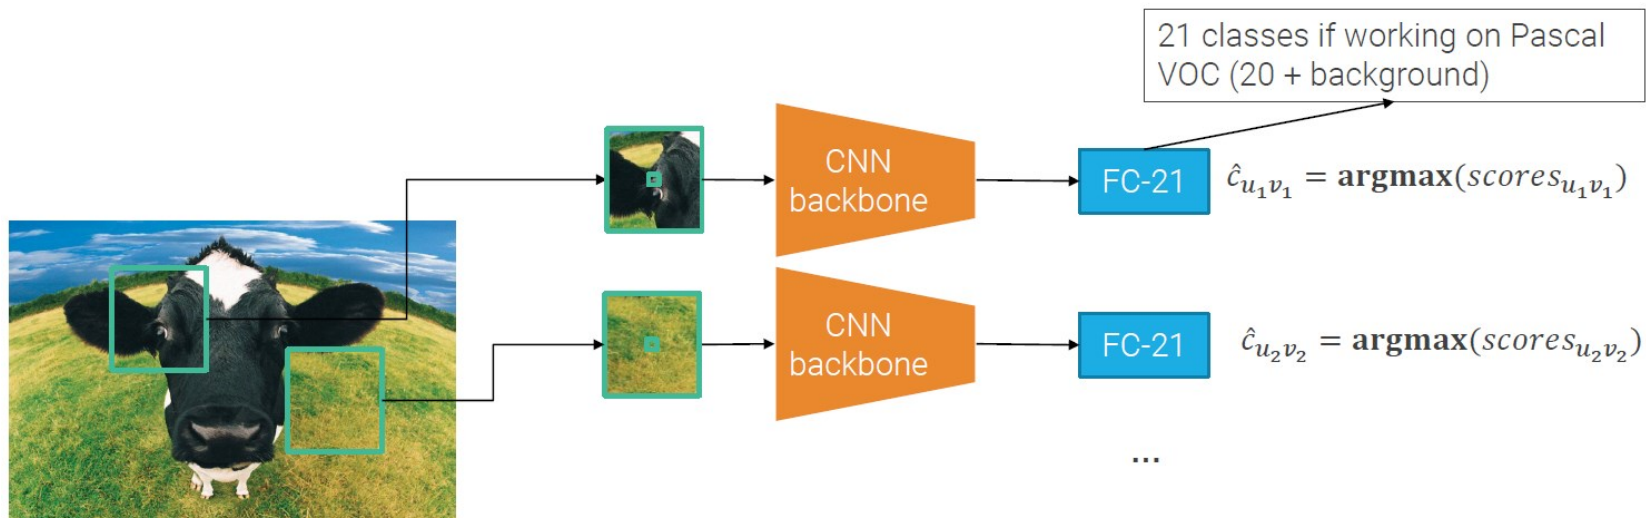 21 classes if working on Pascal
VOC (20 + background)
CNN
backbone
FC-21
ĉ_{u₁v₁} = argmax(scores_{u₁v₁})
CNN
backbone
FC-21
ĉ_{u₂v₂} = argmax(scores_{u₂v₂})
...